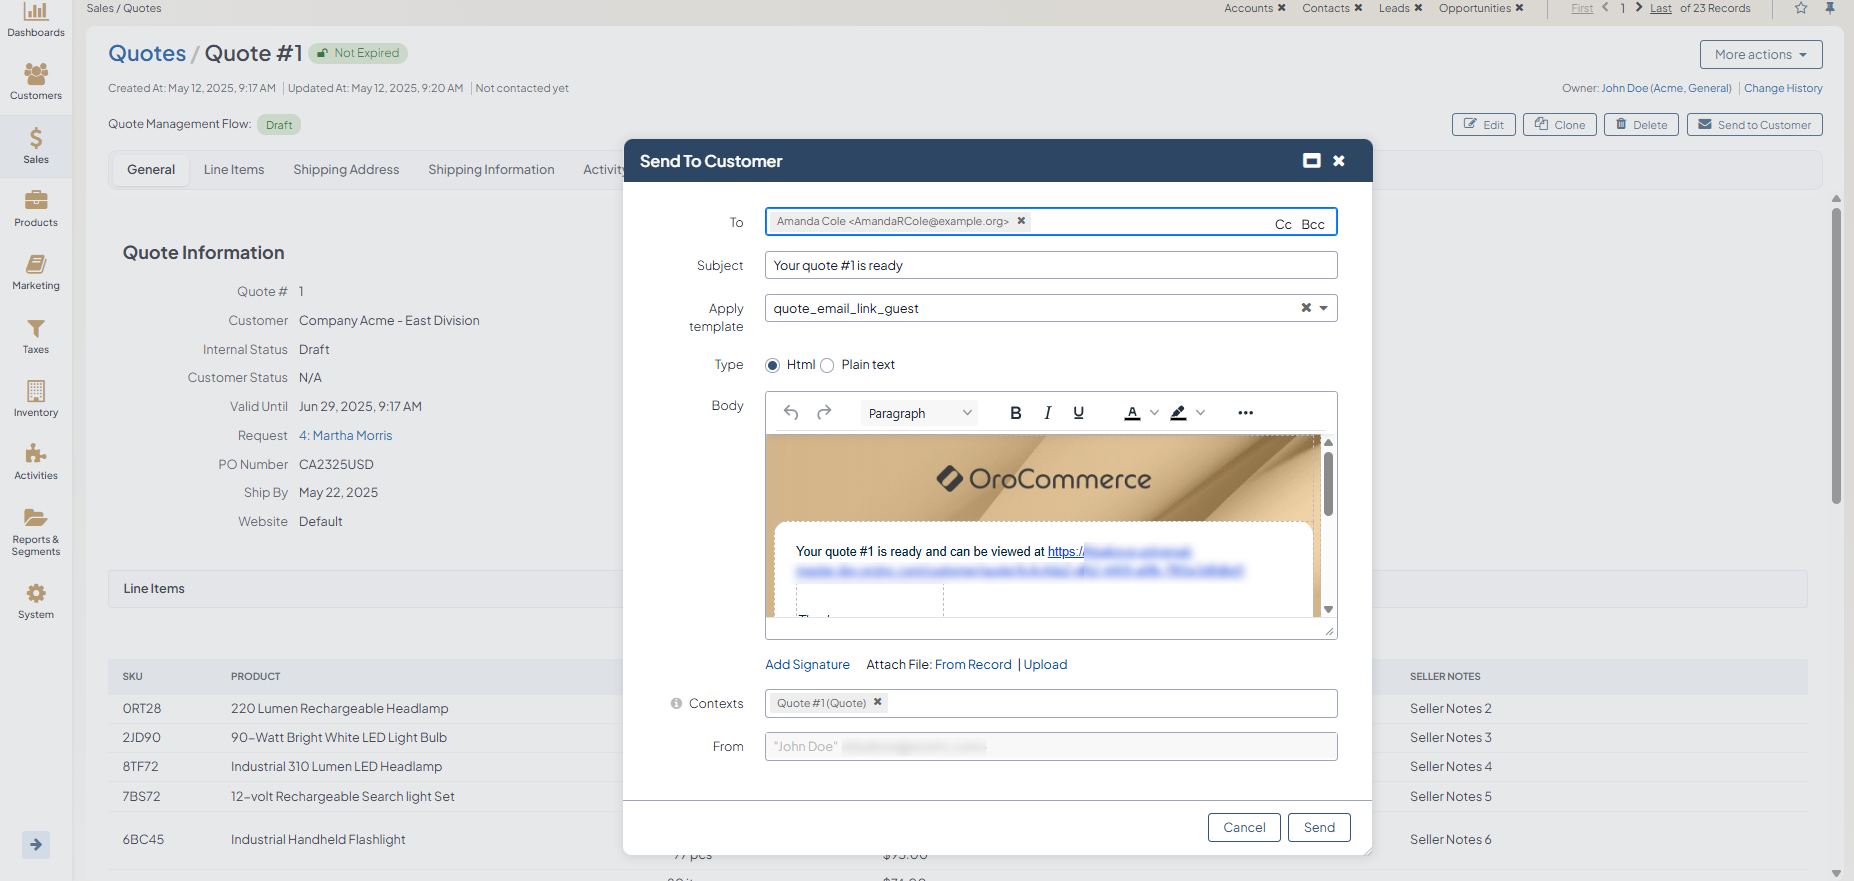 Sales / Quotes
Accounts ✖ Contacts ✖ Leads ✖ Opportunities ✖
First 1 Last of 23 Records
Dashboards
Customers
Sales
Products
Marketing
Taxes
Inventory
Activities
Reports & Segments
System
Quotes / Quote #1 Not Expired
More actions
Created At: May 12, 2025, 9:17 AM | Updated At: May 12, 2025, 9:20 AM | Not contacted yet
Owner: John Doe (Acme, General) | Change History
Quote Management Flow: Draft
Edit Clone Delete Send to Customer
General Line Items Shipping Address Shipping Information Activity
Quote Information
Quote # 1
Customer Company Acme - East Division
Internal Status Draft
Customer Status N/A
Valid Until Jun 29, 2025, 9:17 AM
Request 4: Martha Morris
PO Number CA2325USD
Ship By May 22, 2025
Website Default
Line Items
SKU PRODUCT SELLER NOTES
0RT28 220 Lumen Rechargeable Headlamp Seller Notes 2
2JD90 90-Watt Bright White LED Light Bulb Seller Notes 3
8TF72 Industrial 310 Lumen LED Headlamp Seller Notes 4
7BS72 12-volt Rechargeable Search light Set Seller Notes 5
6BC45 Industrial Handheld Flashlight Seller Notes 6
Send To Customer
To Amanda Cole <AmandaRCole@example.org> ✖ Cc Bcc
Subject Your quote #1 is ready
Apply template quote_email_link_guest
Type Html Plain text
Body
Paragraph B I U A •••
OroCommerce
Your quote #1 is ready and can be viewed at https:/
Add Signature Attach File: From Record | Upload
Contexts Quote #1 (Quote) ✖
From "John Doe"
Cancel Send